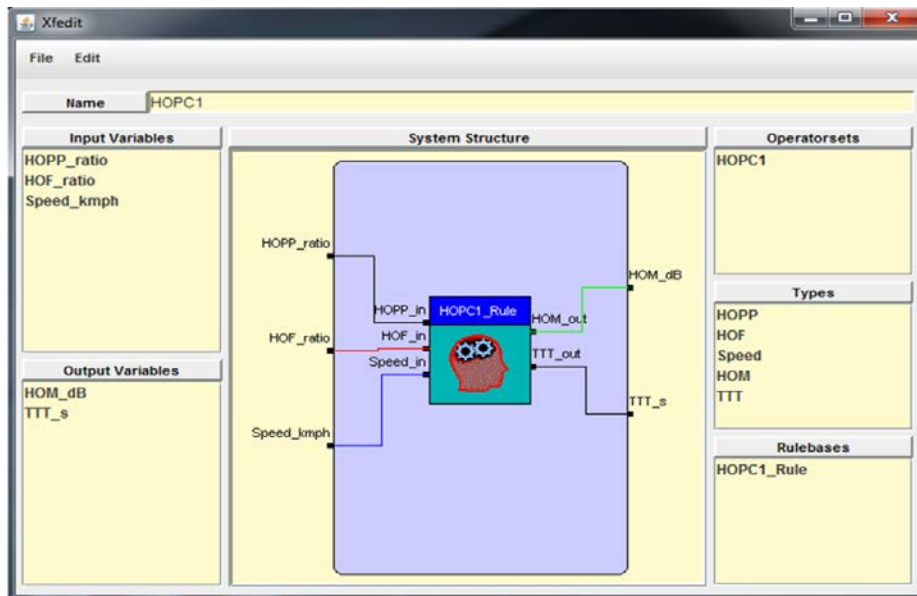 Xfedit
File Edit
Name HOPC1
Input Variables
HOPP_ratio
HOF_ratio
Speed_kmph
Output Variables
HOM_dB
TTT_s
System Structure
HOPP_ratio
HOF_ratio
Speed_kmph
HOPP_in
HOF_in
Speed_in
HOPC1_Rule
HOM_out
TTT_out
HOM_dB
TTT_s
Operatorsets
HOPC1
Types
HOPP
HOF
Speed
HOM
TTT
Rulebases
HOPC1_Rule